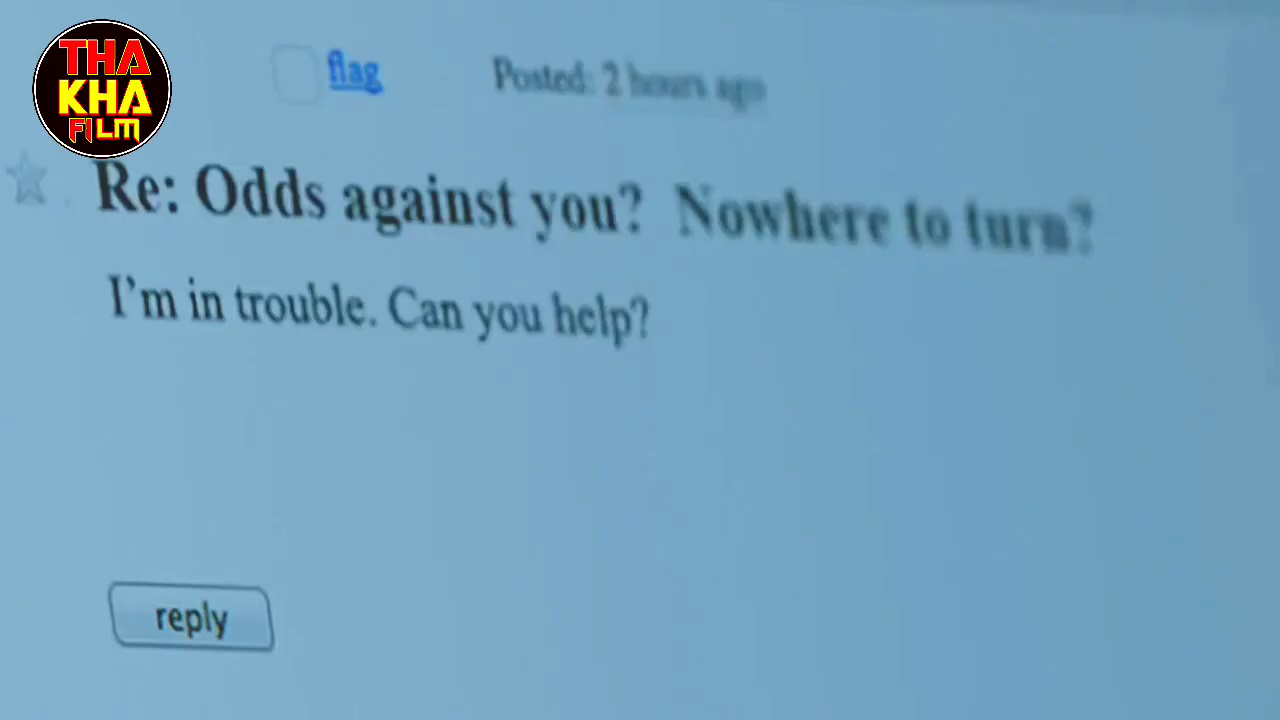 THA
KHA
FILM
flag
Posted: 2 hours ago
Re: Odds against you? Nowhere to turn?
I'm in trouble. Can you help?
reply